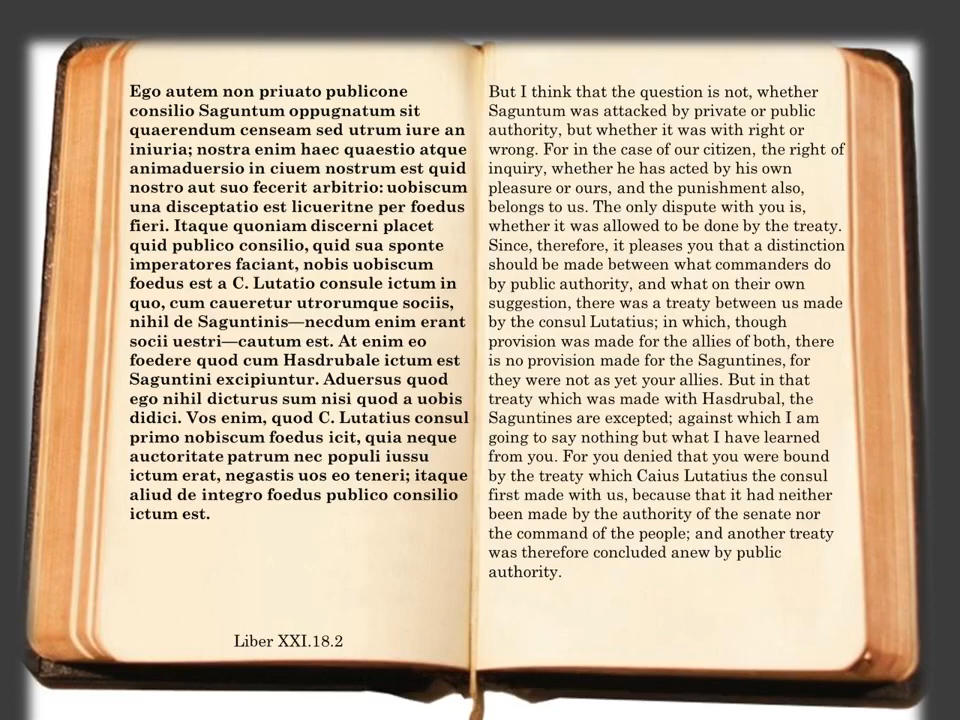 Ego autem non priuato publicone
consilio Saguntum oppugnatum sit
quaerendum censeam sed utrum iure an
iniuria; nostra enim haec quaestio atque
animaduersio in ciuem nostrum est quid
nostro aut suo fecerit arbitrio: uobiscum
una disceptatio est licueritne per foedus
fieri. Itaque quoniam discerni placet
quid publico consilio, quid sua sponte
imperatores faciant, nobis uobiscum
foedus est a C. Lutatio consule ictum in
quo, cum caueretur utrorumque sociis,
nihil de Saguntinis—necdum enim erant
socii uestri—cautum est. At enim eo
foedere quod cum Hasdrubale ictum est
Saguntini excipiuntur. Aduersus quod
ego nihil dicturus sum nisi quod a uobis
didici. Vos enim, quod C. Lutatius consul
primo nobiscum foedus icit, quia neque
auctoritate patrum nec populi iussu
ictum erat, negastis uos eo teneri; itaque
aliud de integro foedus publico consilio
ictum est.
Liber XXI.18.2
But I think that the question is not, whether
Saguntum was attacked by private or public
authority, but whether it was with right or
wrong. For in the case of our citizen, the right of
inquiry, whether he has acted by his own
pleasure or ours, and the punishment also,
belongs to us. The only dispute with you is,
whether it was allowed to be done by the treaty.
Since, therefore, it pleases you that a distinction
should be made between what commanders do
by public authority, and what on their own
suggestion, there was a treaty between us made
by the consul Lutatius; in which, though
provision was made for the allies of both, there
is no provision made for the Saguntines, for
they were not as yet your allies. But in that
treaty which was made with Hasdrubal, the
Saguntines are excepted; against which I am
going to say nothing but what I have learned
from you. For you denied that you were bound
by the treaty which Caius Lutatius the consul
first made with us, because that it had neither
been made by the authority of the senate nor
the command of the people; and another treaty
was therefore concluded anew by public
authority.